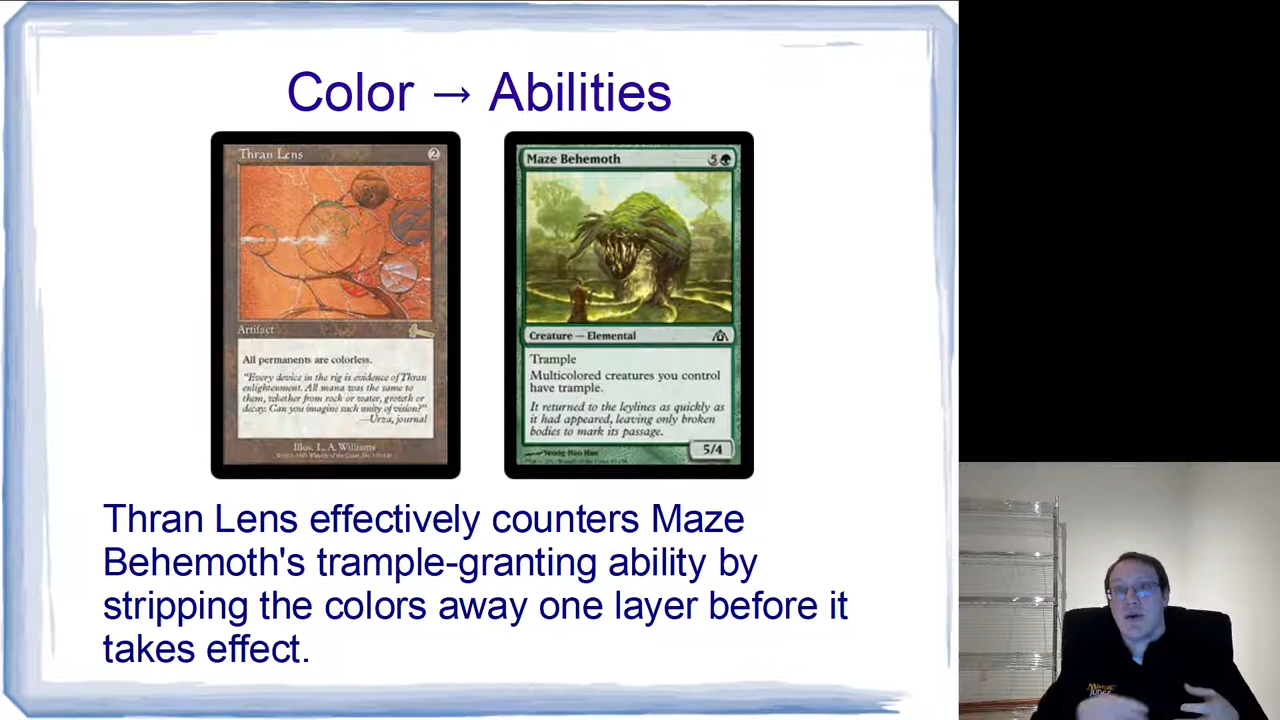 Color → Abilities
Thran Lens 2
Artifact
All permanents are colorless.
"Every device in the rig is evidence of Thran
enlightenment. All mana was the same to
them, whether from rock or water, growth or
decay. Can you imagine such unity of vision?"
—Urza, journal
Illus. L. A. Williams
Maze Behemoth 5
Creature — Elemental
Trample
Multicolored creatures you control
have trample.
It returned to the leylines as quickly as
it had appeared, leaving only broken
bodies to mark its passage.
5/4
Thran Lens effectively counters Maze
Behemoth's trample-granting ability by
stripping the colors away one layer before it
takes effect.
MAGIC
JUDGE